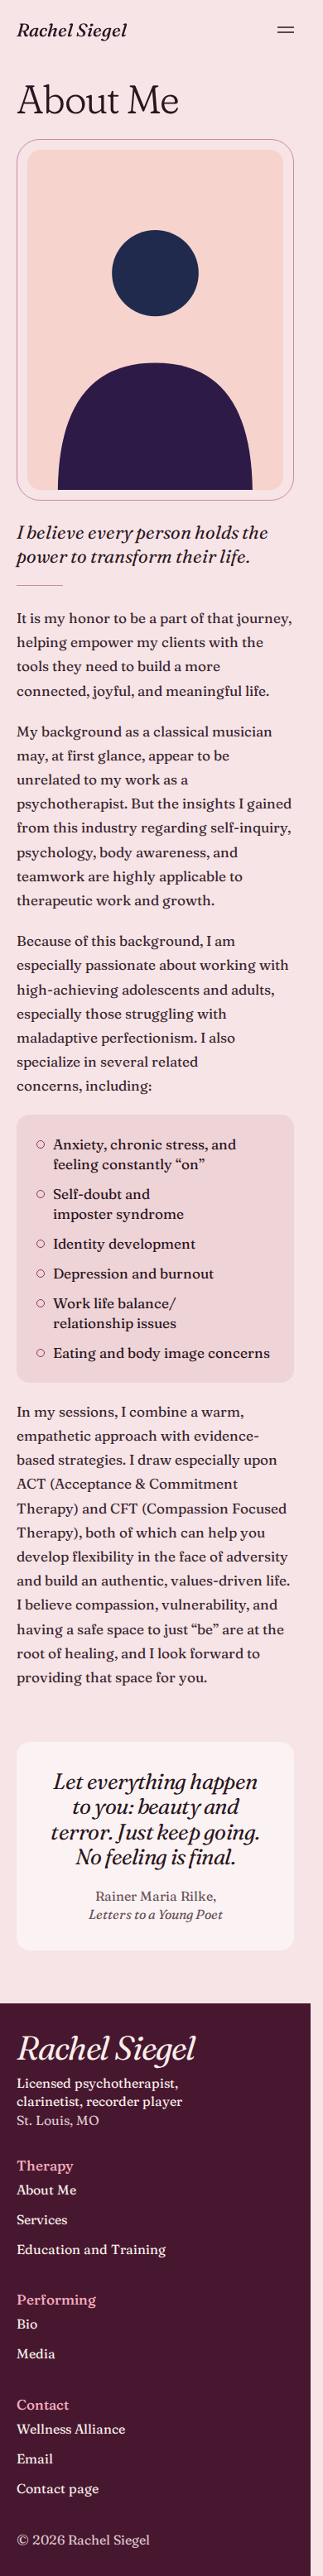 Rachel Siegel
About Me
I believe every person holds the
power to transform their life.
It is my honor to be a part of that journey,
helping empower my clients with the
tools they need to build a more
connected, joyful, and meaningful life.
My background as a classical musician
may, at first glance, appear to be
unrelated to my work as a
psychotherapist. But the insights I gained
from this industry regarding self-inquiry,
psychology, body awareness, and
teamwork are highly applicable to
therapeutic work and growth.
Because of this background, I am
especially passionate about working with
high-achieving adolescents and adults,
especially those struggling with
maladaptive perfectionism. I also
specialize in several related
concerns, including:
Anxiety, chronic stress, and
feeling constantly “on”
Self-doubt and
imposter syndrome
Identity development
Depression and burnout
Work life balance/
relationship issues
Eating and body image concerns
In my sessions, I combine a warm,
empathetic approach with evidence-
based strategies. I draw especially upon
ACT (Acceptance & Commitment
Therapy) and CFT (Compassion Focused
Therapy), both of which can help you
develop flexibility in the face of adversity
and build an authentic, values-driven life.
I believe compassion, vulnerability, and
having a safe space to just “be” are at the
root of healing, and I look forward to
providing that space for you.
Let everything happen
to you: beauty and
terror. Just keep going.
No feeling is final.
Rainer Maria Rilke,
Letters to a Young Poet
Rachel Siegel
Licensed psychotherapist,
clarinetist, recorder player
St. Louis, MO
Therapy
About Me
Services
Education and Training
Performing
Bio
Media
Contact
Wellness Alliance
Email
Contact page
© 2026 Rachel Siegel